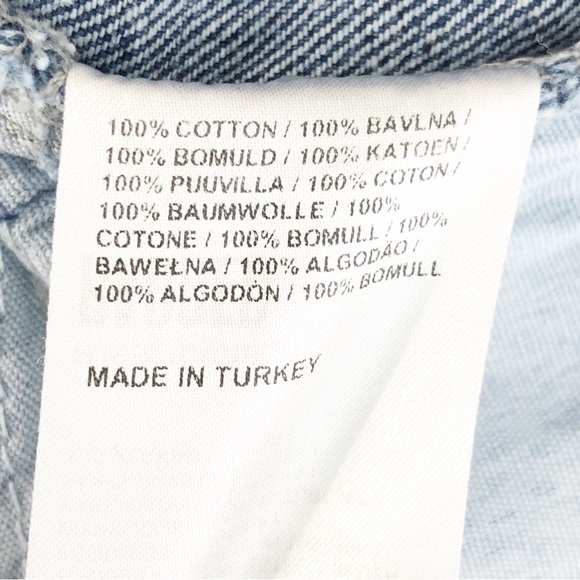 100% COTTON / 100% BAVLNA /
100% BOMULD / 100% KATOEN /
100% PUUVILLA / 100% COTON /
100% BAUMWOLLE / 100%
COTONE / 100% BOMULL / 100%
BAWEŁNA / 100% ALGODÃO /
100% ALGODÓN / 100% BOMULL
MADE IN TURKEY